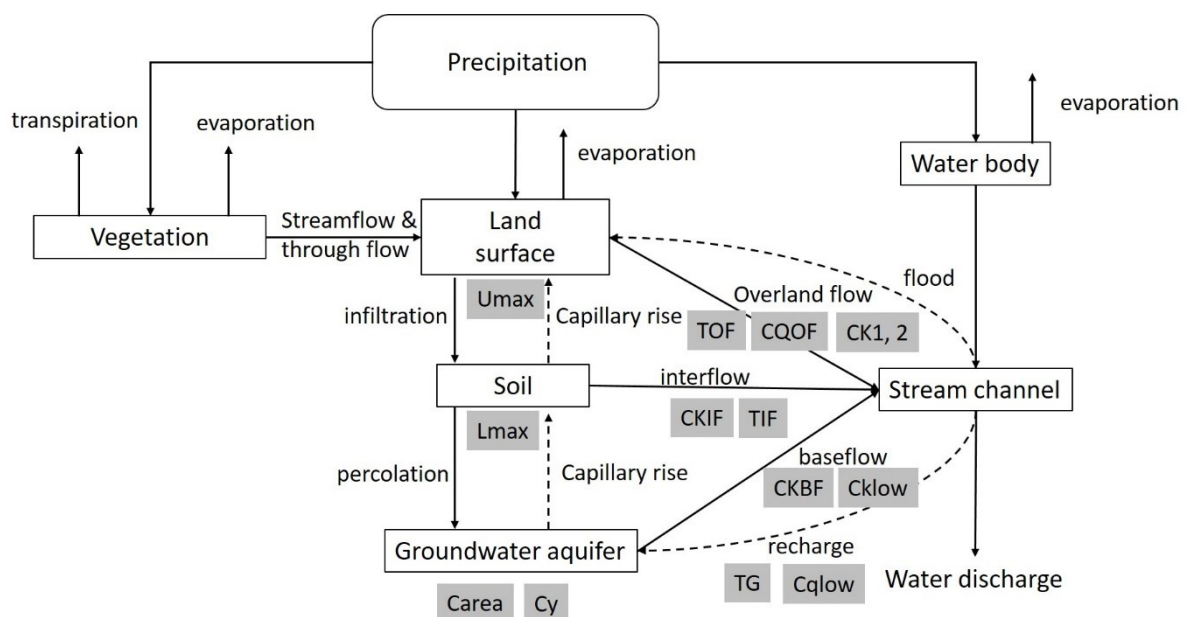 Precipitation
transpiration
evaporation
evaporation
evaporation
Water body
Vegetation
Streamflow &
through flow
Land
surface
flood
Umax
infiltration
Capillary rise
Overland flow
TOF
CQOF
CK1, 2
Soil
interflow
Stream channel
Lmax
CKIF
TIF
percolation
Capillary rise
baseflow
CKBF
Cklow
Groundwater aquifer
recharge
Water discharge
TG
Cqlow
Carea
Cy